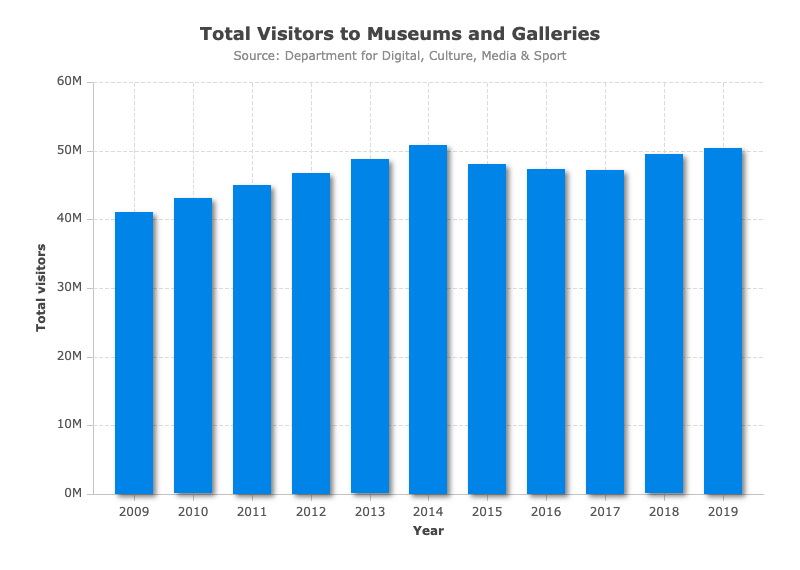 Total Visitors to Museums and Galleries
Source: Department for Digital, Culture, Media & Sport
60M
50M
40M
30M
20M
10M
0M
Total visitors
2009 2010 2011 2012 2013 2014 2015 2016 2017 2018 2019
Year